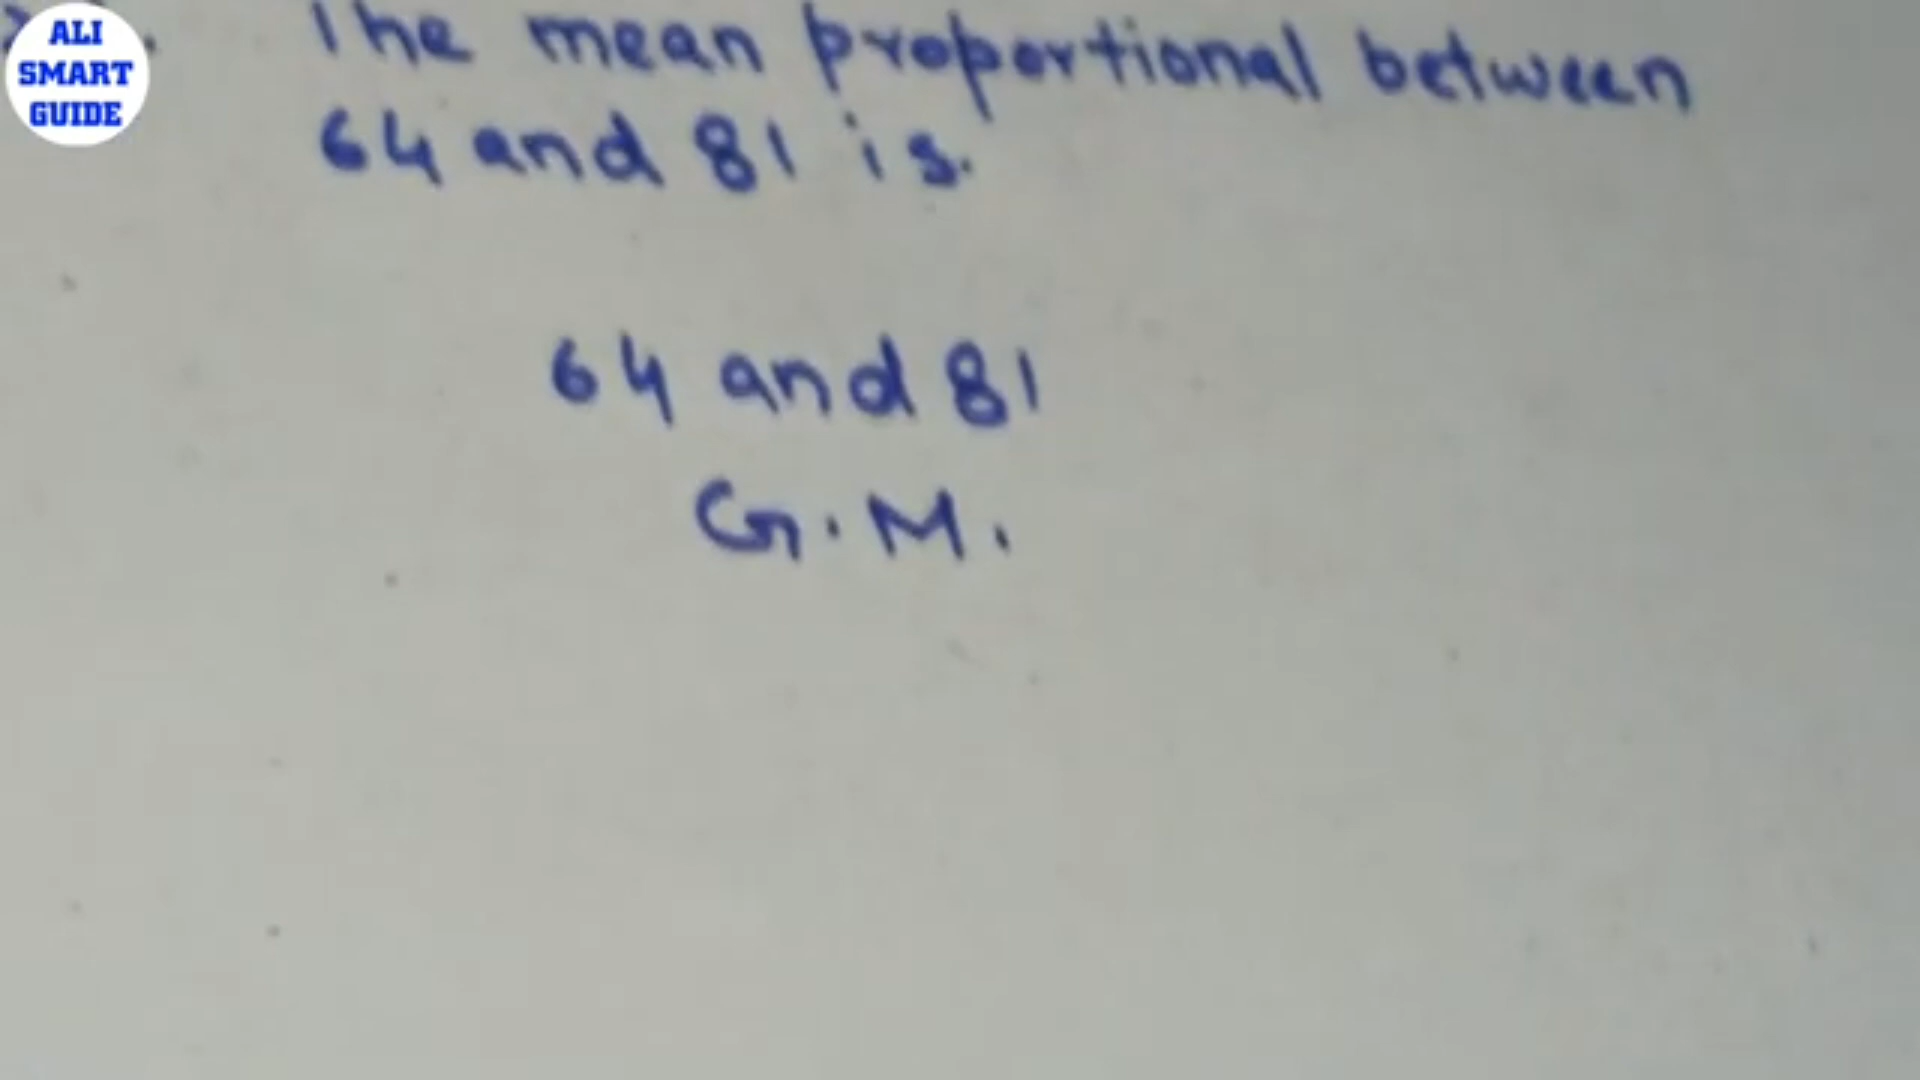 ALI
SMART
GUIDE
The mean proportional between
64 and 81 is.
64 and 81
G.M.